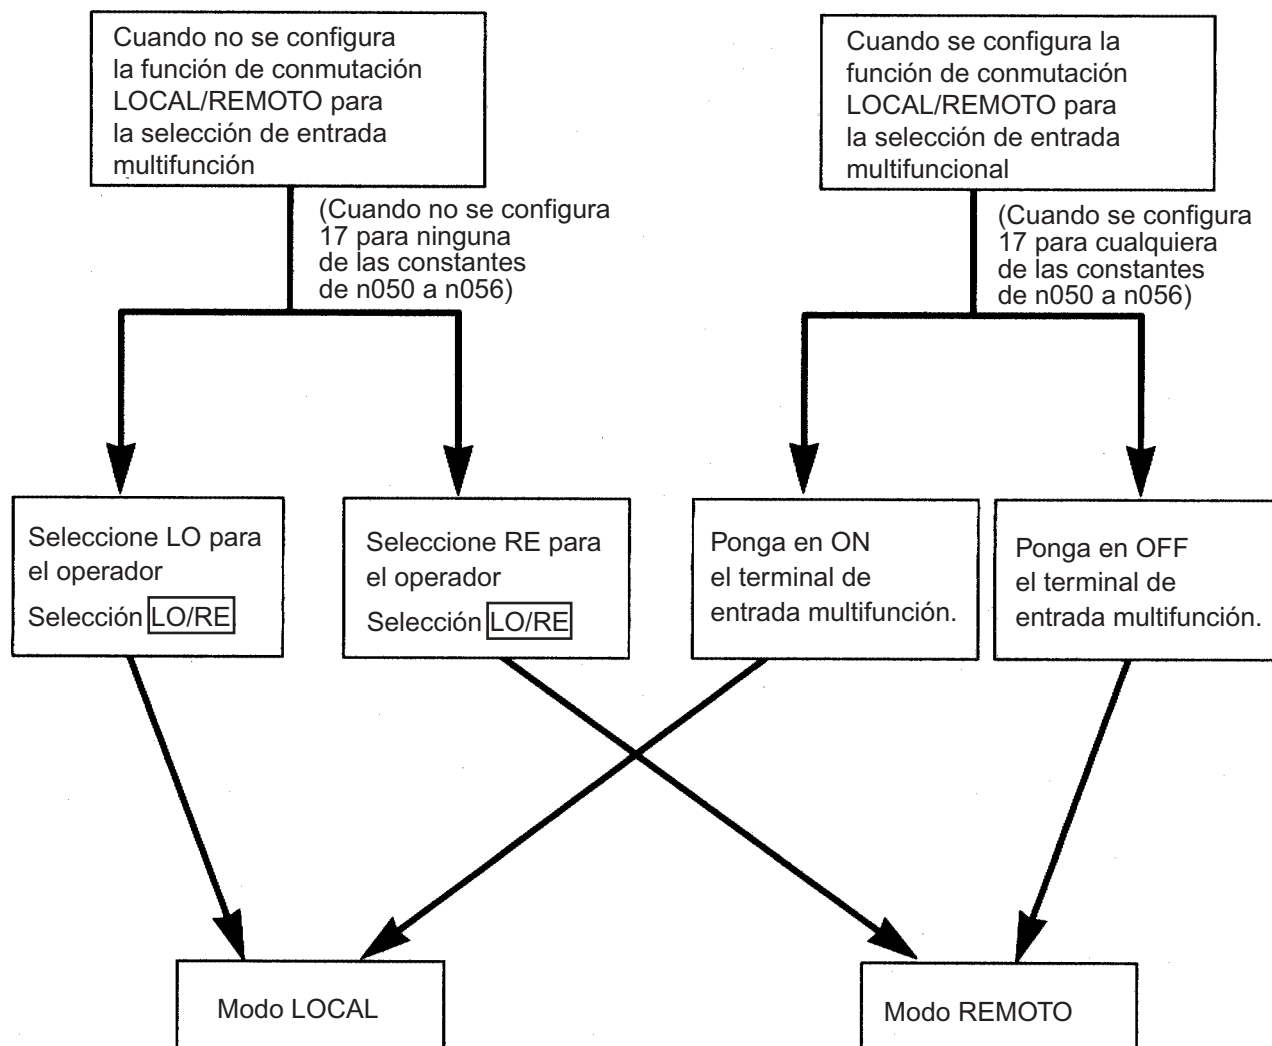 Cuando no se configura
la función de conmutación
LOCAL/REMOTO para
la selección de entrada
multifunción
(Cuando no se configura
17 para ninguna
de las constantes
de n050 a n056)
Cuando se configura la
función de conmutación
LOCAL/REMOTO para
la selección de entrada
multifuncional
(Cuando se configura
17 para cualquiera
de las constantes
de n050 a n056)
Seleccione LO para
el operador
Selección LO/RE
Seleccione RE para
el operador
Selección LO/RE
Ponga en ON
el terminal de
entrada multifunción.
Ponga en OFF
el terminal de
entrada multifunción.
Modo LOCAL
Modo REMOTO